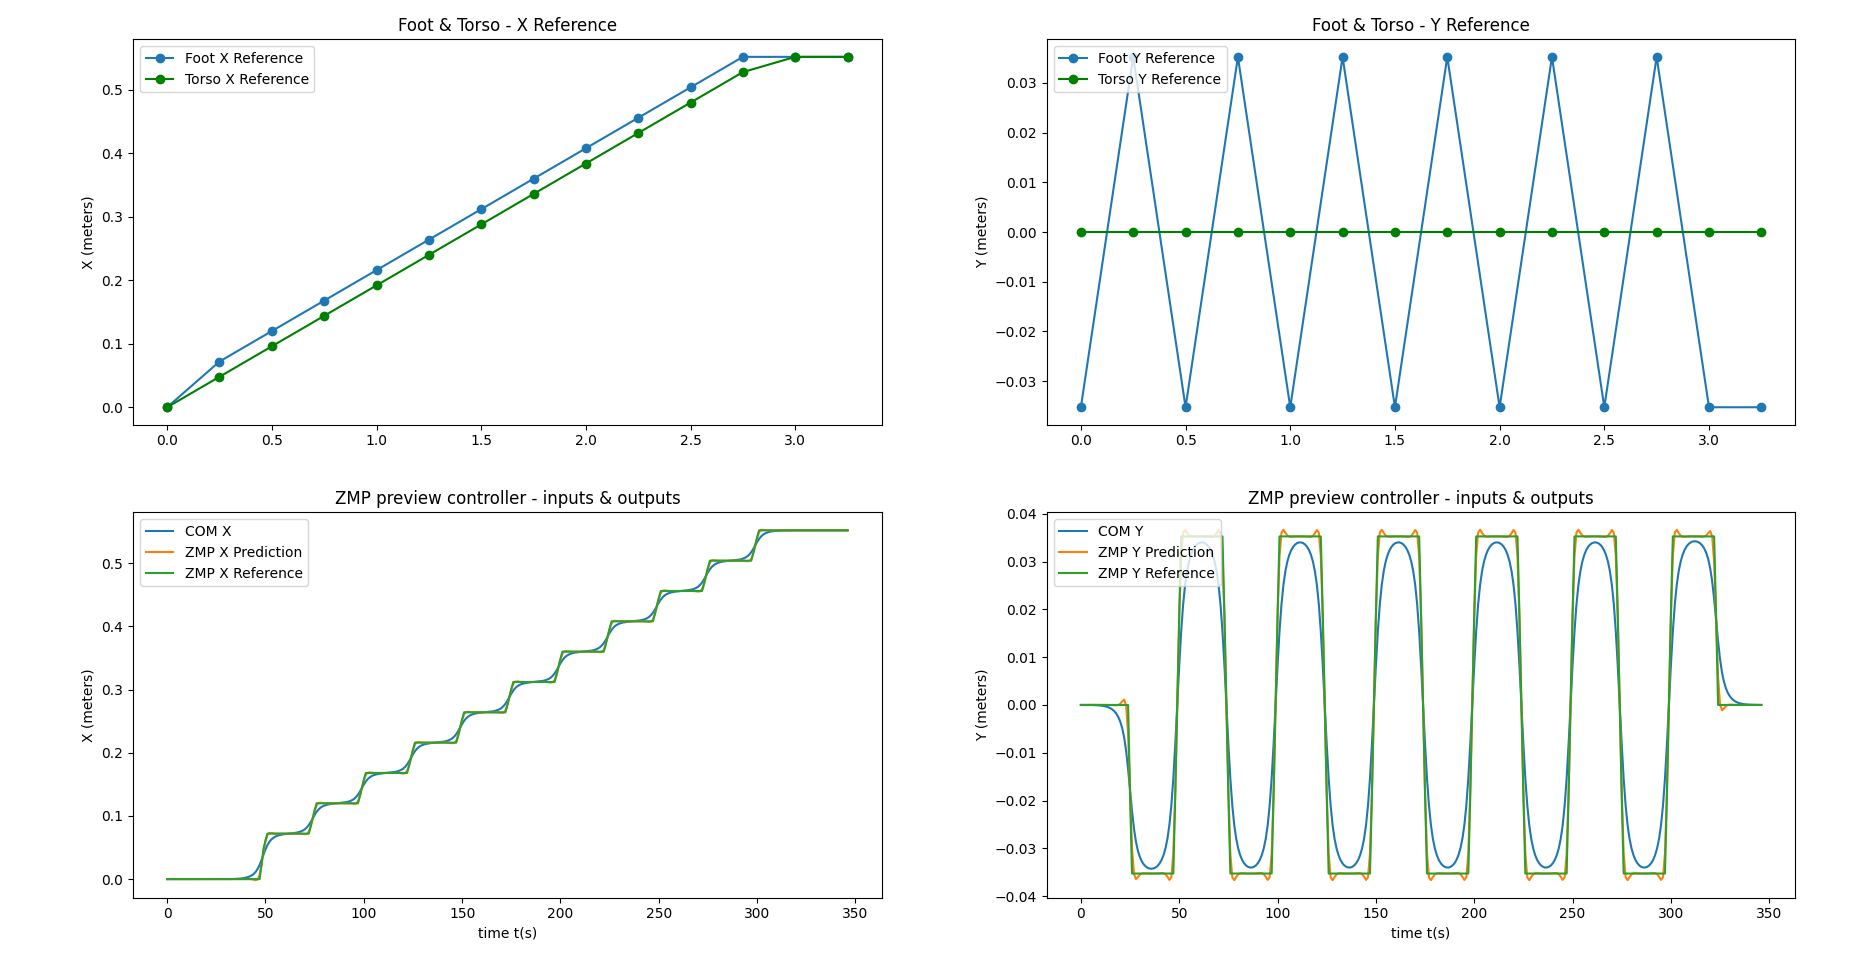 Foot & Torso - X Reference
Foot X Reference
Torso X Reference
X (meters)
0.5
0.4
0.3
0.2
0.1
0.0
0.0 0.5 1.0 1.5 2.0 2.5 3.0
Foot & Torso - Y Reference
Foot Y Reference
Torso Y Reference
Y (meters)
0.03
0.02
0.01
0.00
−0.01
−0.02
−0.03
0.0 0.5 1.0 1.5 2.0 2.5 3.0
ZMP preview controller - inputs & outputs
COM X
ZMP X Prediction
ZMP X Reference
X (meters)
0.5
0.4
0.3
0.2
0.1
0.0
0 50 100 150 200 250 300 350
time t(s)
ZMP preview controller - inputs & outputs
COM Y
ZMP Y Prediction
ZMP Y Reference
Y (meters)
0.04
0.03
0.02
0.01
0.00
−0.01
−0.02
−0.03
−0.04
0 50 100 150 200 250 300 350
time t(s)